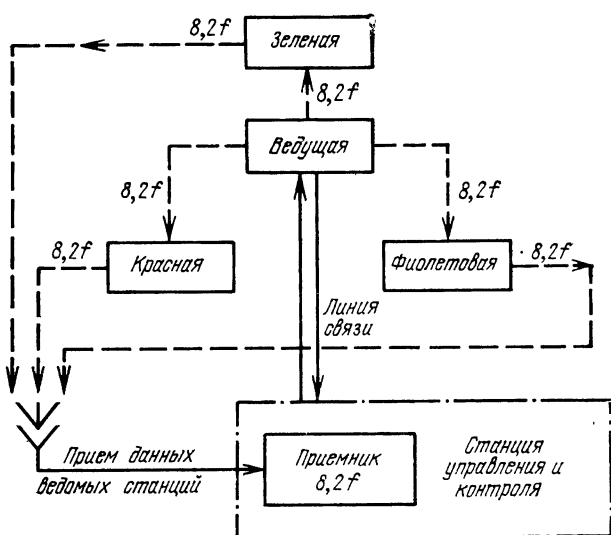 8,2f
Зеленая
8,2f
Ведущая
8,2f
8,2f
8,2f
Красная
Фиолетовая
8,2f
Линия
связи
Прием данных
ведомых станций
Приемник
8,2f
Станция
управления и
контроля